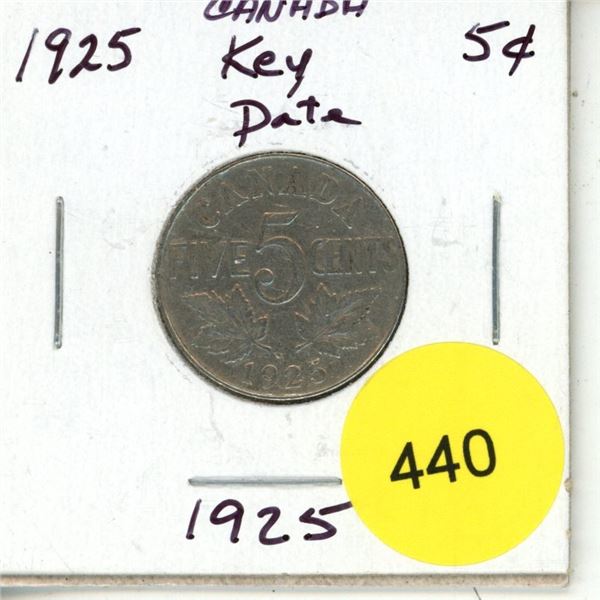 CANADA
1925 Key 5¢
Date
CANADA
FIVE 5 CENTS
1925
440
1925